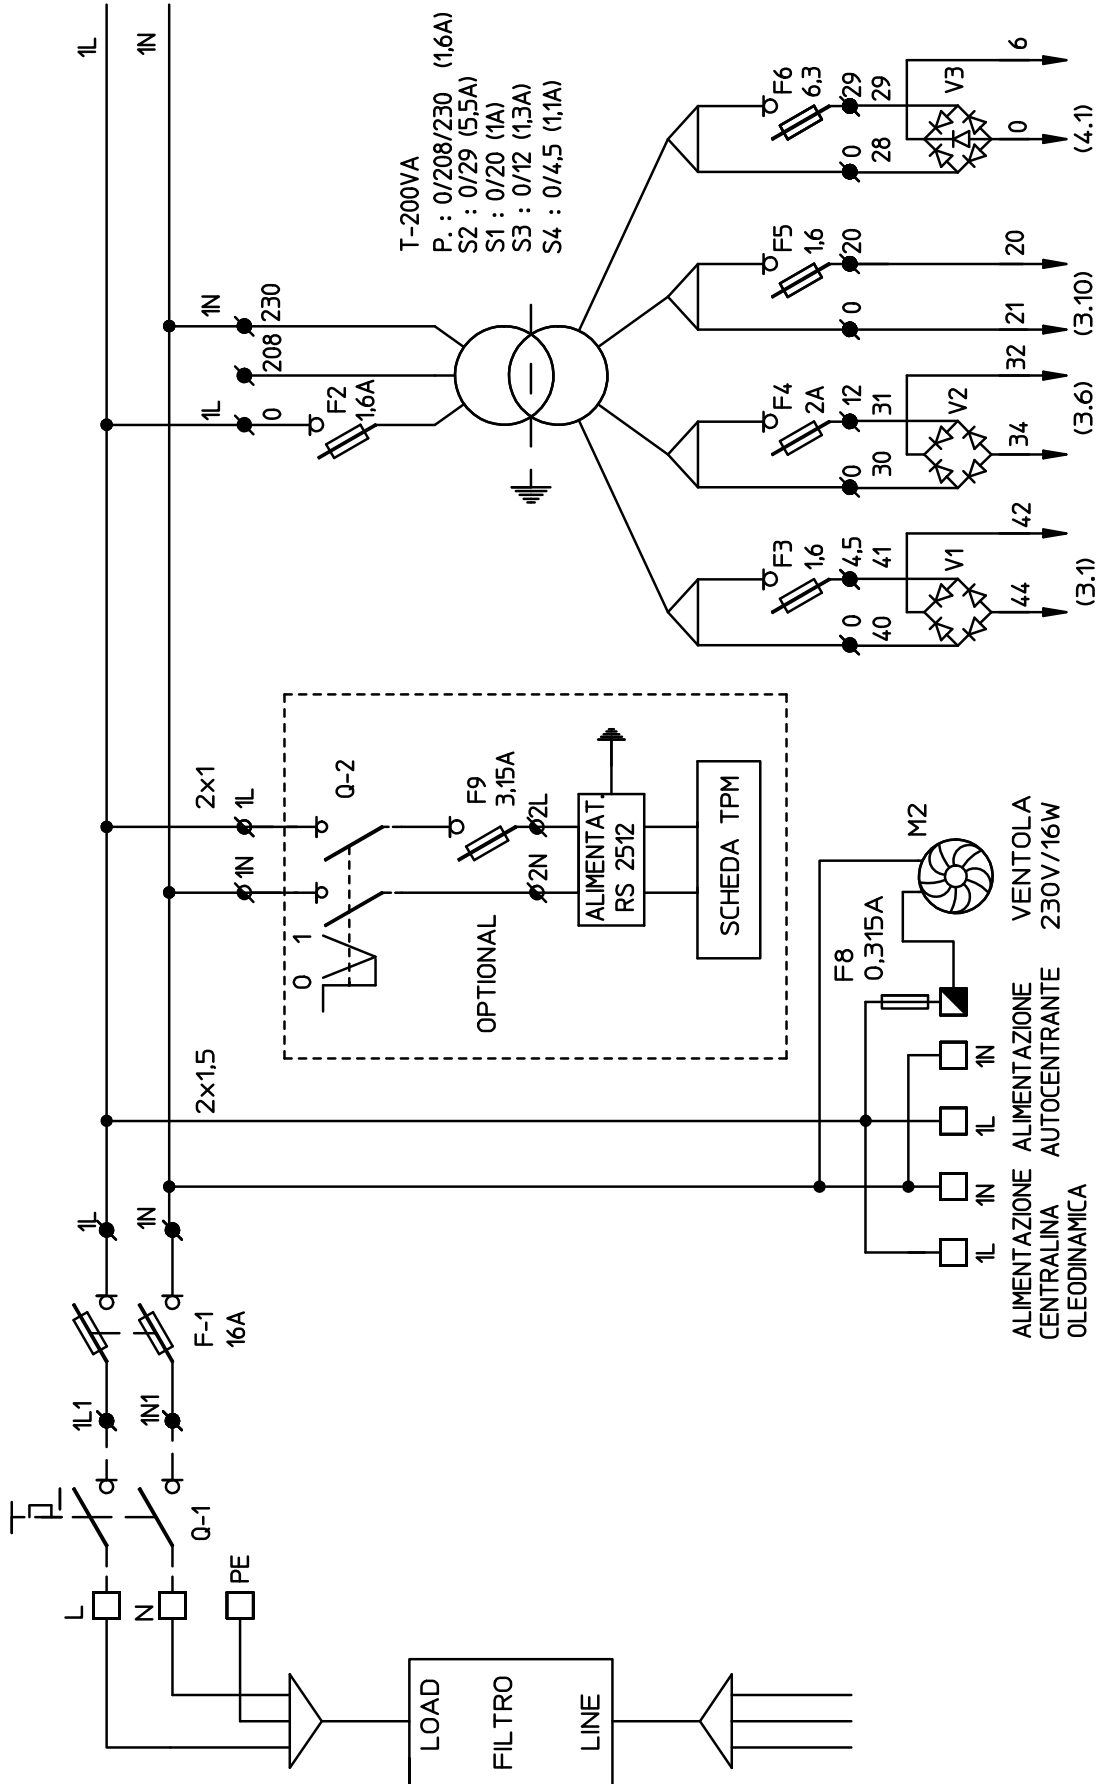 LINE
FILTRO
LOAD
L
N
PE
Q-1
1L1
1N1
F-1
16A
1L
1N
2x1,5
2x1
1N
1L
0 1
Q-2
F9
3,15A
2N
2L
OPTIONAL
ALIMENTAT.
RS 2512
SCHEDA TPM
F8
0,315A
M2
VENTOLA
230V/16W
1L
1N
1L
1N
ALIMENTAZIONE
CENTRALINA
OLEODINAMICA
ALIMENTAZIONE
AUTOCENTRANTE
1L
1N
1L
0
208
1N
230
F2
1,6A
T-200VA
P. : 0/208/230 (1,6A)
S2 : 0/29 (5,5A)
S1 : 0/20 (1A)
S3 : 0/12 (1,3A)
S4 : 0/4,5 (1,1A)
F3
1,6
0
4,5
40
41
V1
44
42
(3.1)
F4
2A
0
12
30
31
V2
34
32
(3.6)
F5
1,6
0
20
21
20
(3.10)
F6
6,3
0
29
28
29
V3
0
6
(4.1)